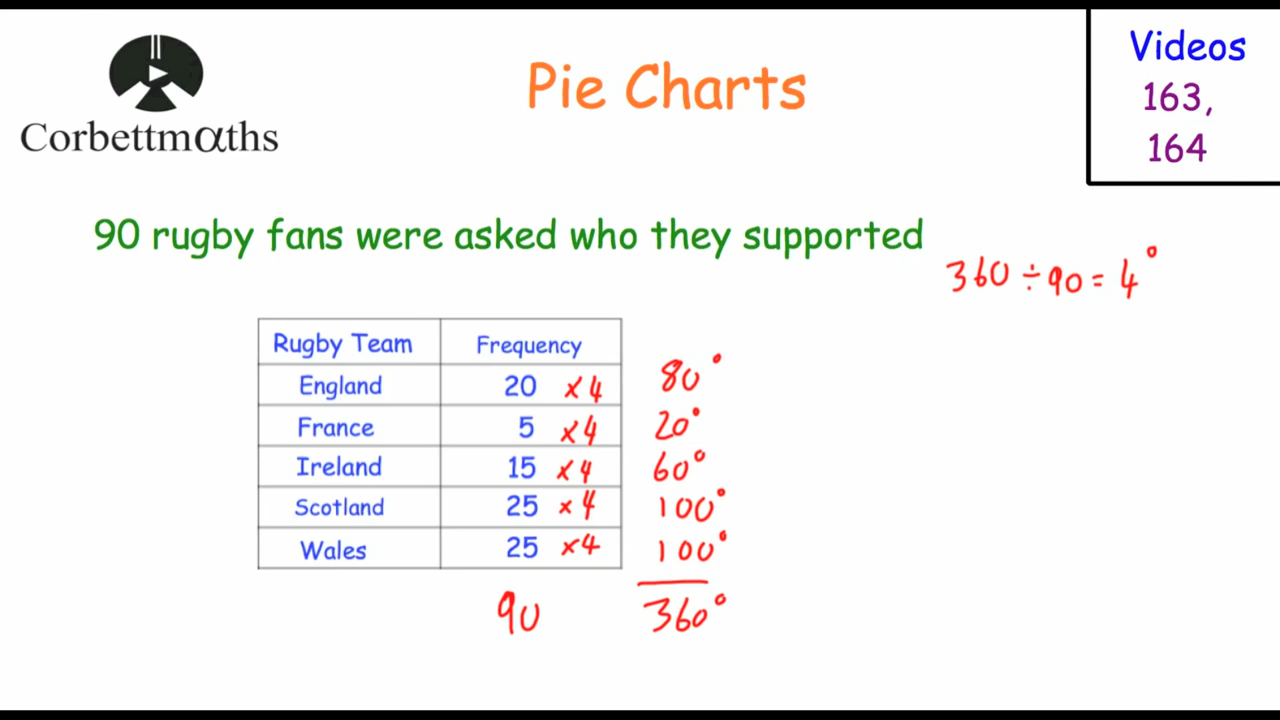 Corbettmαths
Pie Charts
Videos
163,
164
90 rugby fans were asked who they supported
360 ÷ 90 = 4°
Rugby Team Frequency
England 20 ×4 80°
France 5 ×4 20°
Ireland 15 ×4 60°
Scotland 25 ×4 100°
Wales 25 ×4 100°
90 360°